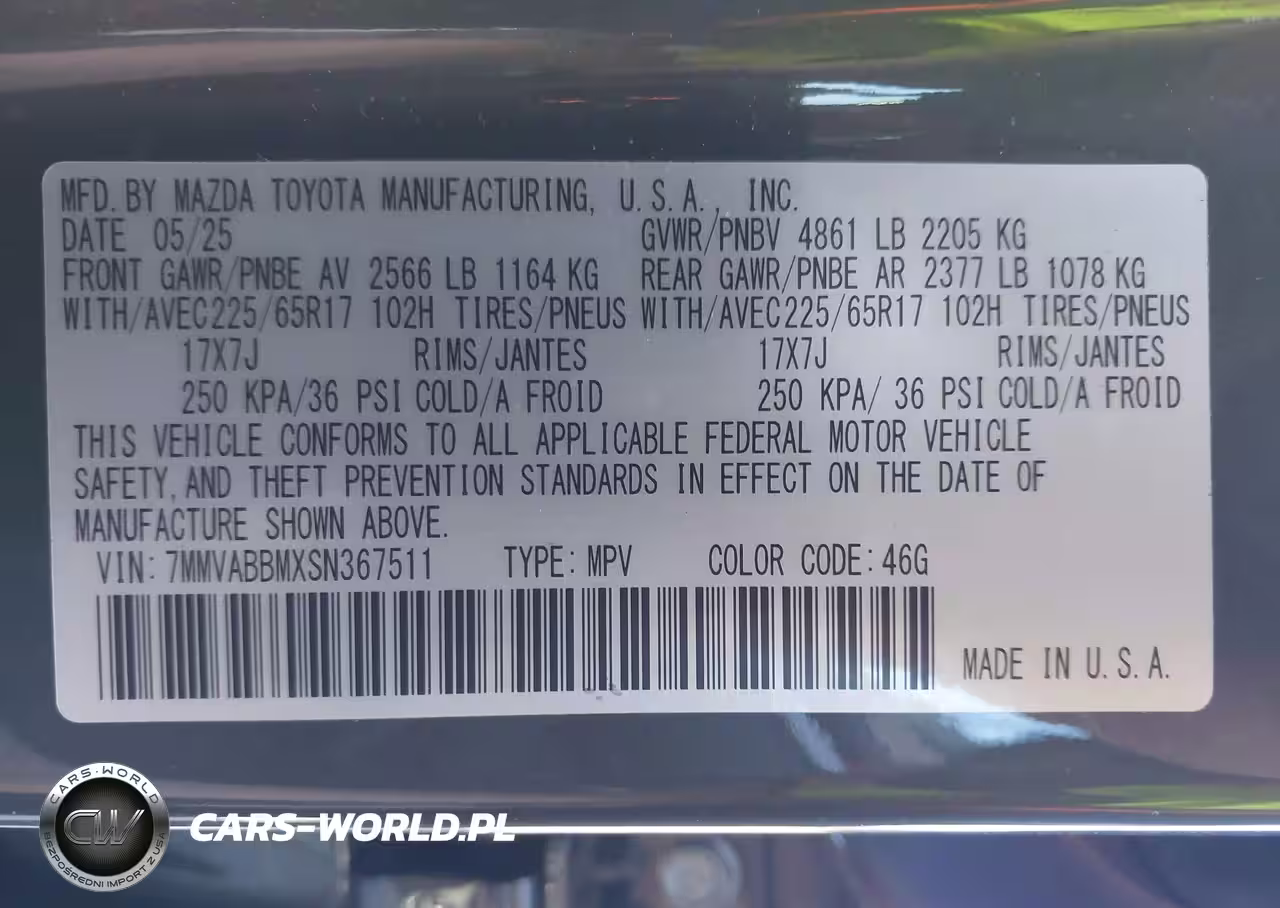 MFD. BY MAZDA TOYOTA MANUFACTURING, U.S.A., INC.
DATE 05/25 GVWR/PNBV 4861 LB 2205 KG
FRONT GAWR/PNBE AV 2566 LB 1164 KG REAR GAWR/PNBE AR 2377 LB 1078 KG
WITH/AVEC225/65R17 102H TIRES/PNEUS WITH/AVEC225/65R17 102H TIRES/PNEUS
17X7J RIMS/JANTES 17X7J RIMS/JANTES
250 KPA/36 PSI COLD/A FROID 250 KPA/ 36 PSI COLD/A FROID
THIS VEHICLE CONFORMS TO ALL APPLICABLE FEDERAL MOTOR VEHICLE
SAFETY, AND THEFT PREVENTION STANDARDS IN EFFECT ON THE DATE OF
MANUFACTURE SHOWN ABOVE.
VIN: 7MMVABBMXSN367511 TYPE: MPV COLOR CODE: 46G
MADE IN U.S.A.
CARS-WORLD
CW
BEZPOŚREDNI IMPORT Z USA
CARS-WORLD.PL